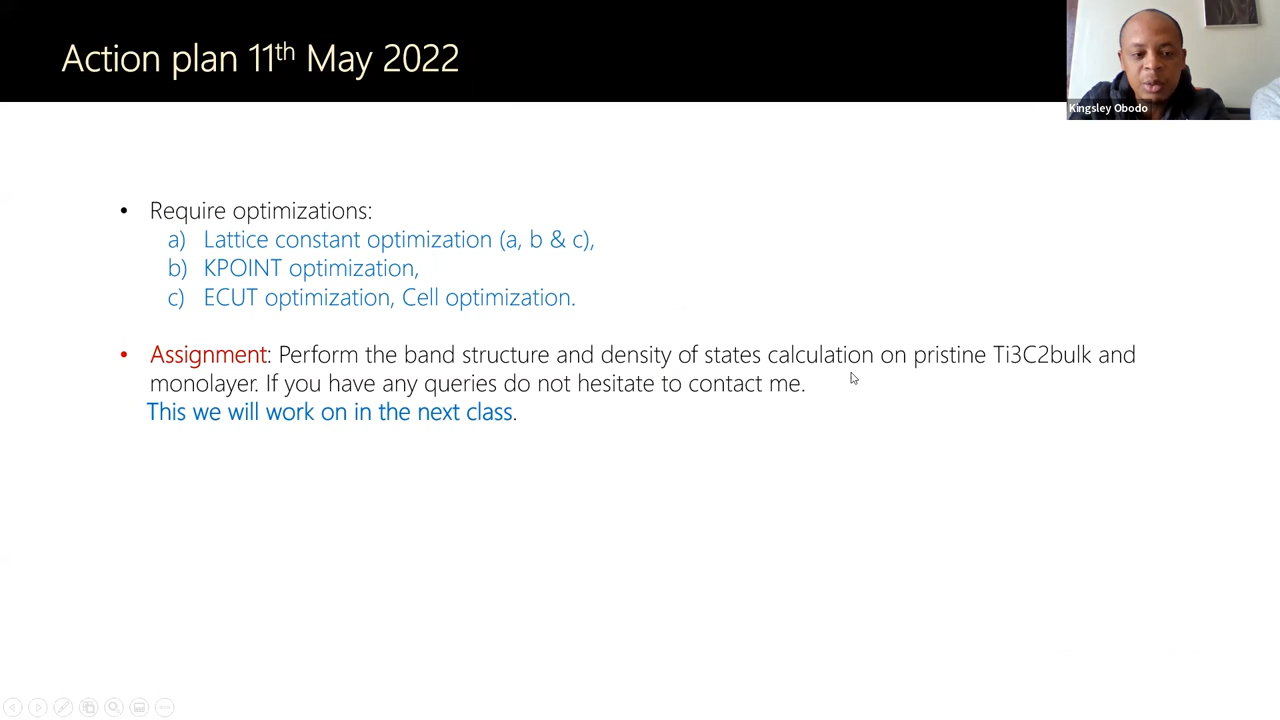 Action plan 11th May 2022
Kingsley Obodo
• Require optimizations:
a) Lattice constant optimization (a, b & c),
b) KPOINT optimization,
c) ECUT optimization, Cell optimization.
• Assignment: Perform the band structure and density of states calculation on pristine Ti3C2bulk and
monolayer. If you have any queries do not hesitate to contact me.
This we will work on in the next class.